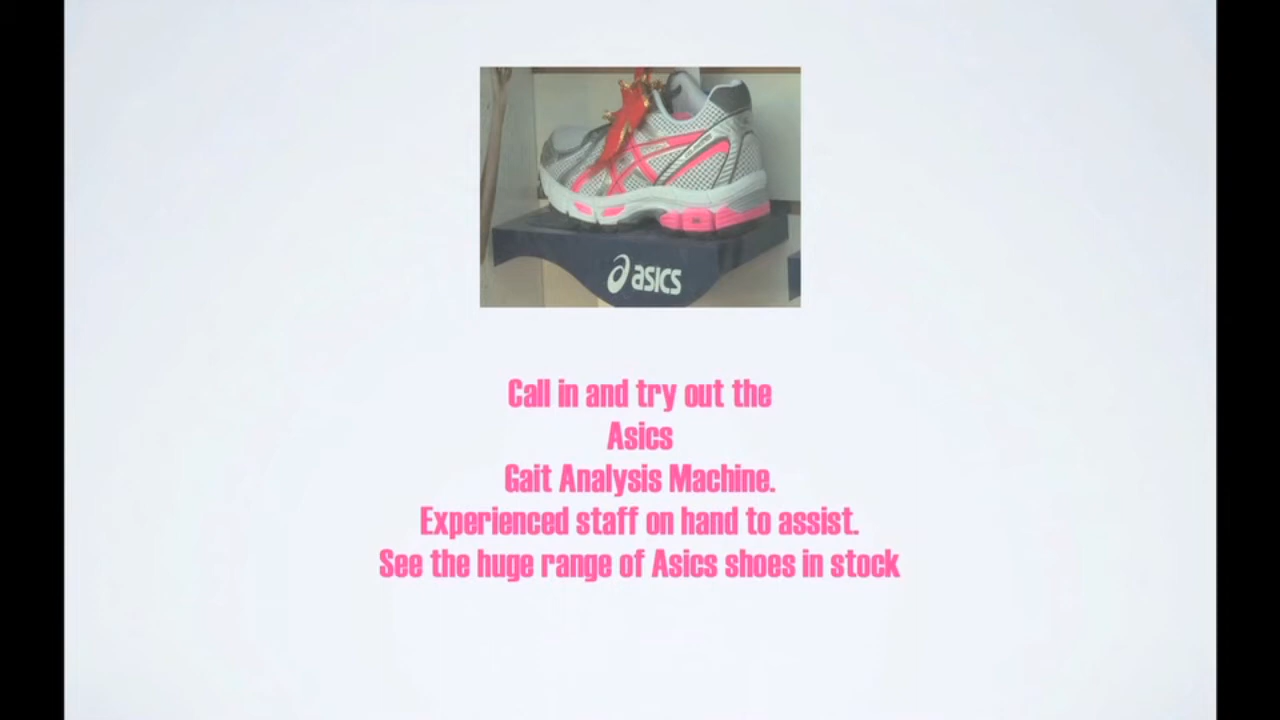 asics
Call in and try out the
Asics
Gait Analysis Machine.
Experienced staff on hand to assist.
See the huge range of Asics shoes in stock